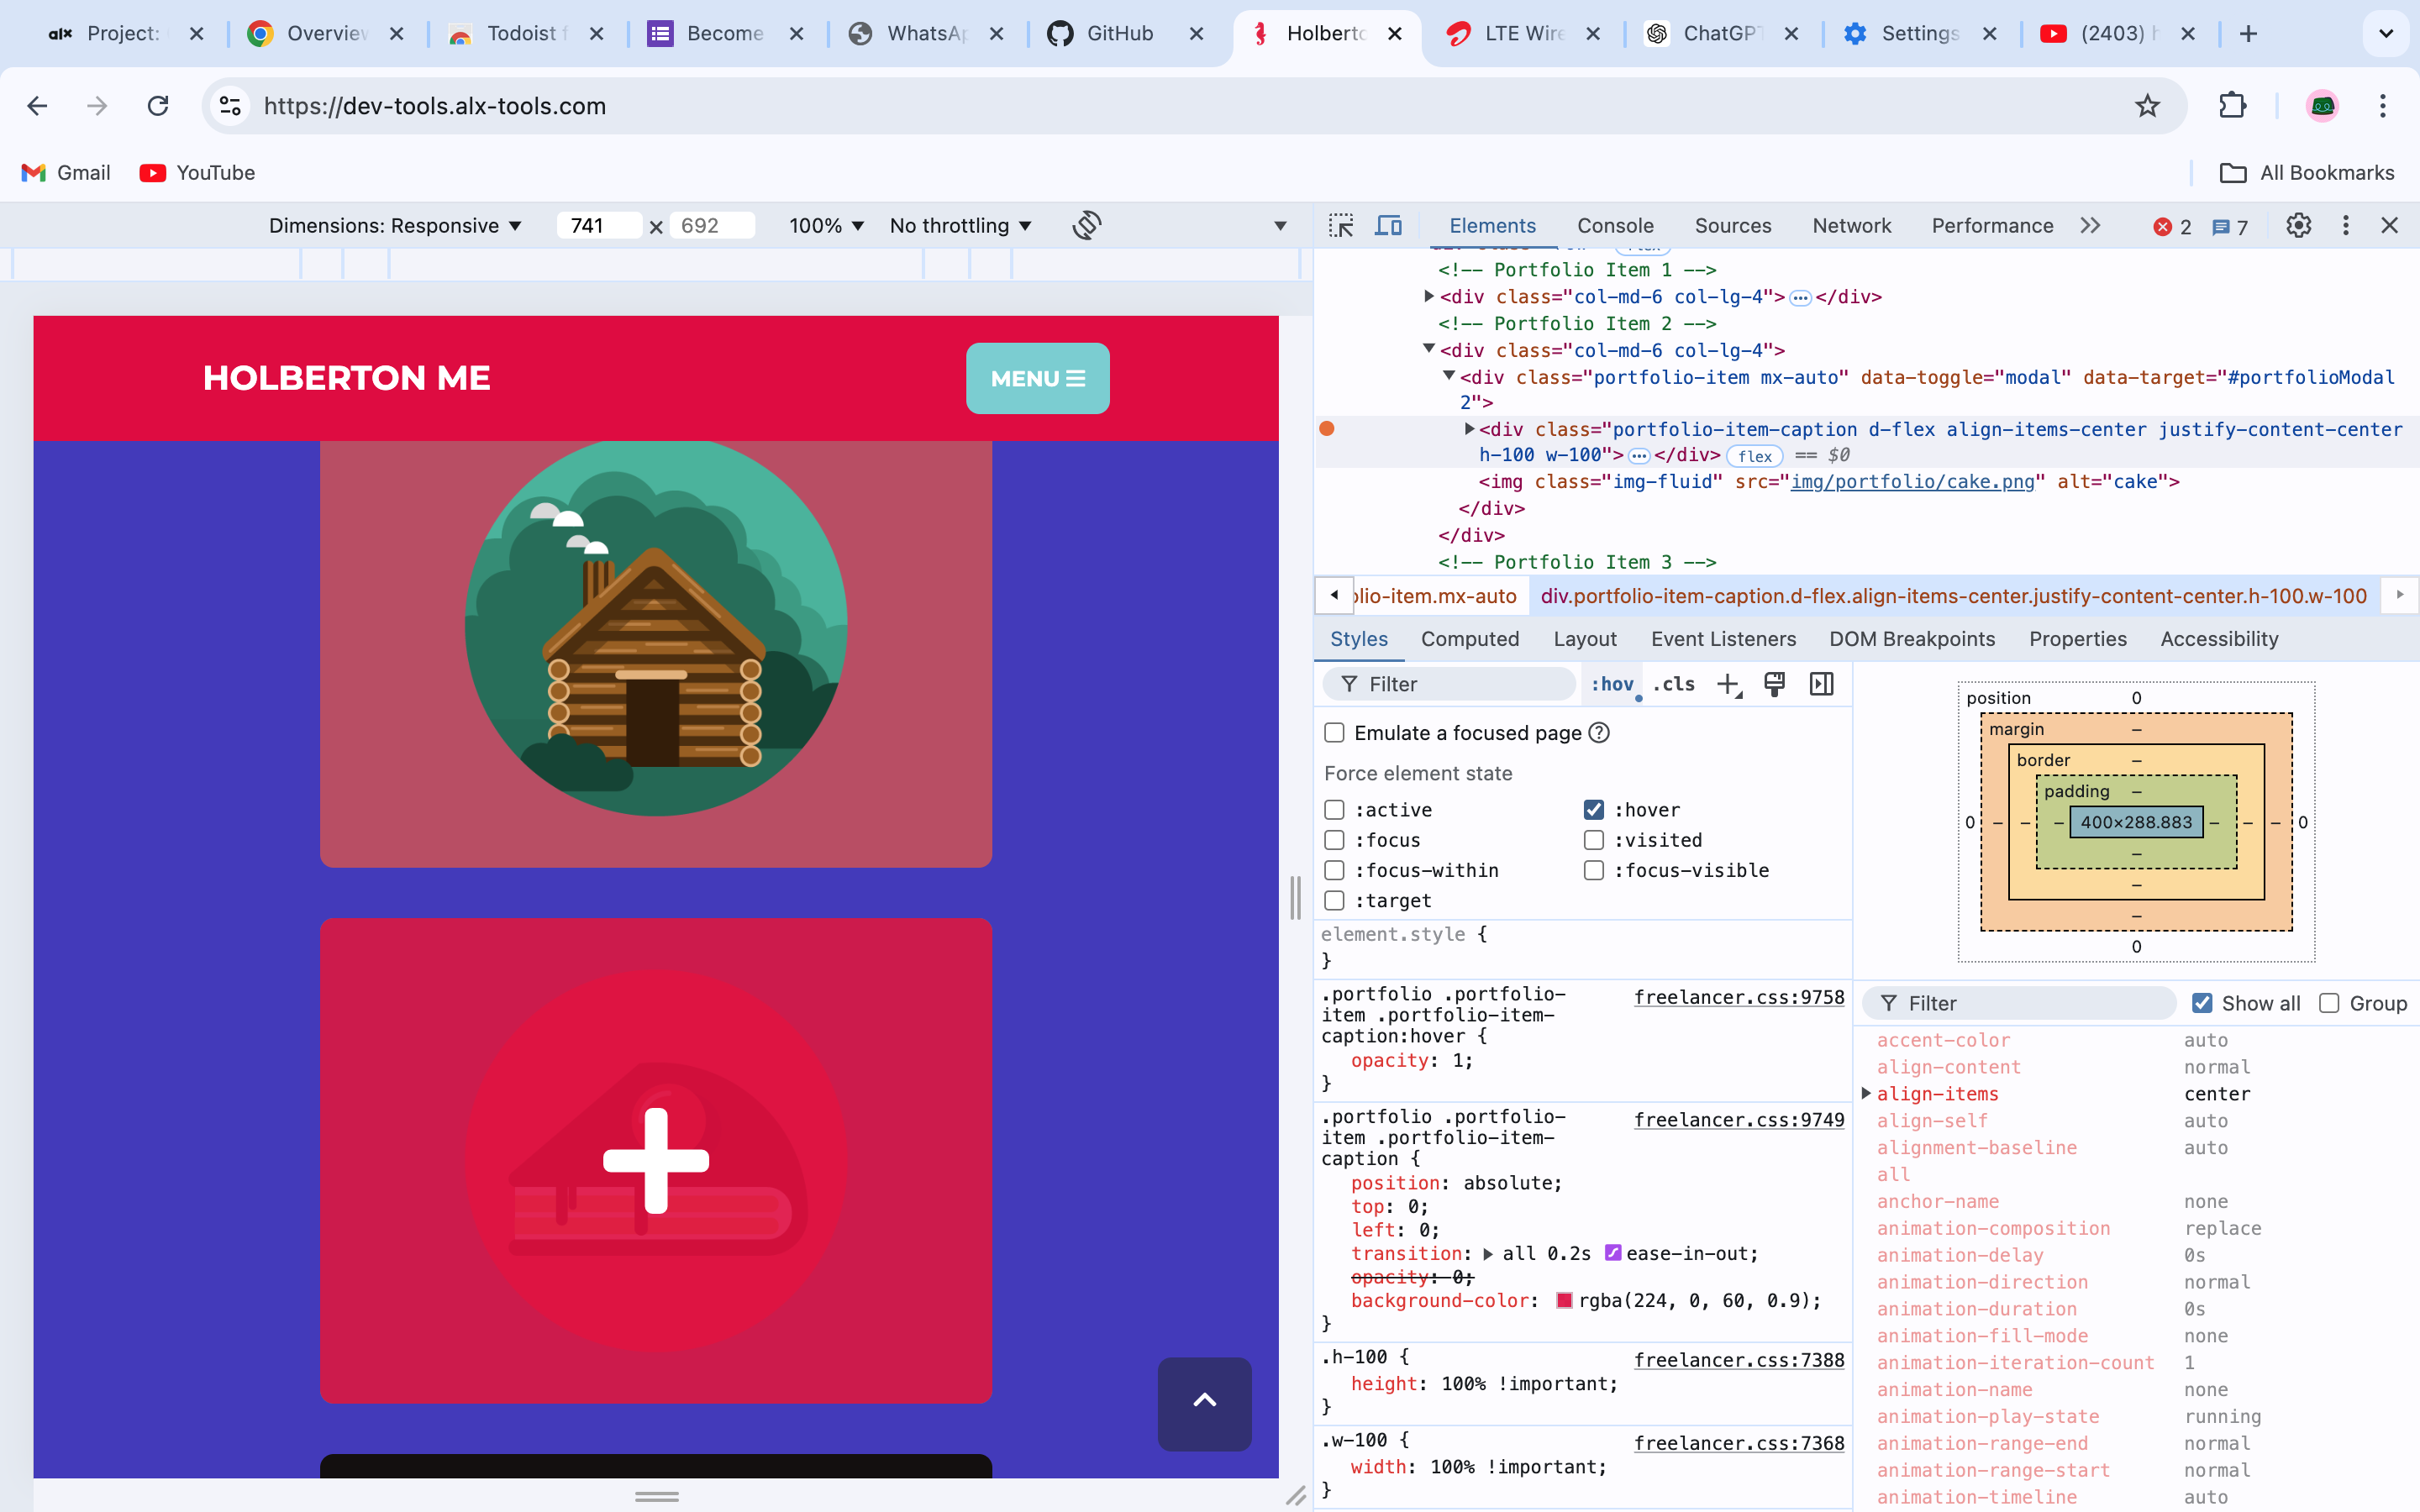 alx Project:
Overview
Todoist f
Become
WhatsAp
GitHub
Holberto
LTE Wire
ChatGPT
Settings
(2403) h
https://dev-tools.alx-tools.com
Gmail
YouTube
All Bookmarks
Dimensions: Responsive
741 × 692
100%
No throttling
Elements
Console
Sources
Network
Performance
2
7
HOLBERTON ME
MENU
<!-- Portfolio Item 1 -->
<div class="col-md-6 col-lg-4">…</div>
<!-- Portfolio Item 2 -->
<div class="col-md-6 col-lg-4">
<div class="portfolio-item mx-auto" data-toggle="modal" data-target="#portfolioModal
2">
<div class="portfolio-item-caption d-flex align-items-center justify-content-center
h-100 w-100">…</div> flex == $0
<img class="img-fluid" src="img/portfolio/cake.png" alt="cake">
</div>
</div>
<!-- Portfolio Item 3 -->
lio-item.mx-auto
div.portfolio-item-caption.d-flex.align-items-center.justify-content-center.h-100.w-100
Styles
Computed
Layout
Event Listeners
DOM Breakpoints
Properties
Accessibility
Filter
:hov
.cls
Emulate a focused page
Force element state
:active
:hover
:focus
:visited
:focus-within
:focus-visible
:target
element.style {
}
.portfolio .portfolio-
item .portfolio-item-
caption:hover {
freelancer.css:9758
opacity: 1;
}
.portfolio .portfolio-
item .portfolio-item-
caption {
freelancer.css:9749
position: absolute;
top: 0;
left: 0;
transition: all 0.2s ease-in-out;
opacity: 0;
background-color: rgba(224, 0, 60, 0.9);
}
.h-100 {
freelancer.css:7388
height: 100% !important;
}
.w-100 {
freelancer.css:7368
width: 100% !important;
}
position 0
margin –
border –
padding –
0 – – – 400×288.883 – – – 0
–
–
–
0
Filter
Show all
Group
accent-color auto
align-content normal
align-items center
align-self auto
alignment-baseline auto
all
anchor-name none
animation-composition replace
animation-delay 0s
animation-direction normal
animation-duration 0s
animation-fill-mode none
animation-iteration-count 1
animation-name none
animation-play-state running
animation-range-end normal
animation-range-start normal
animation-timeline auto